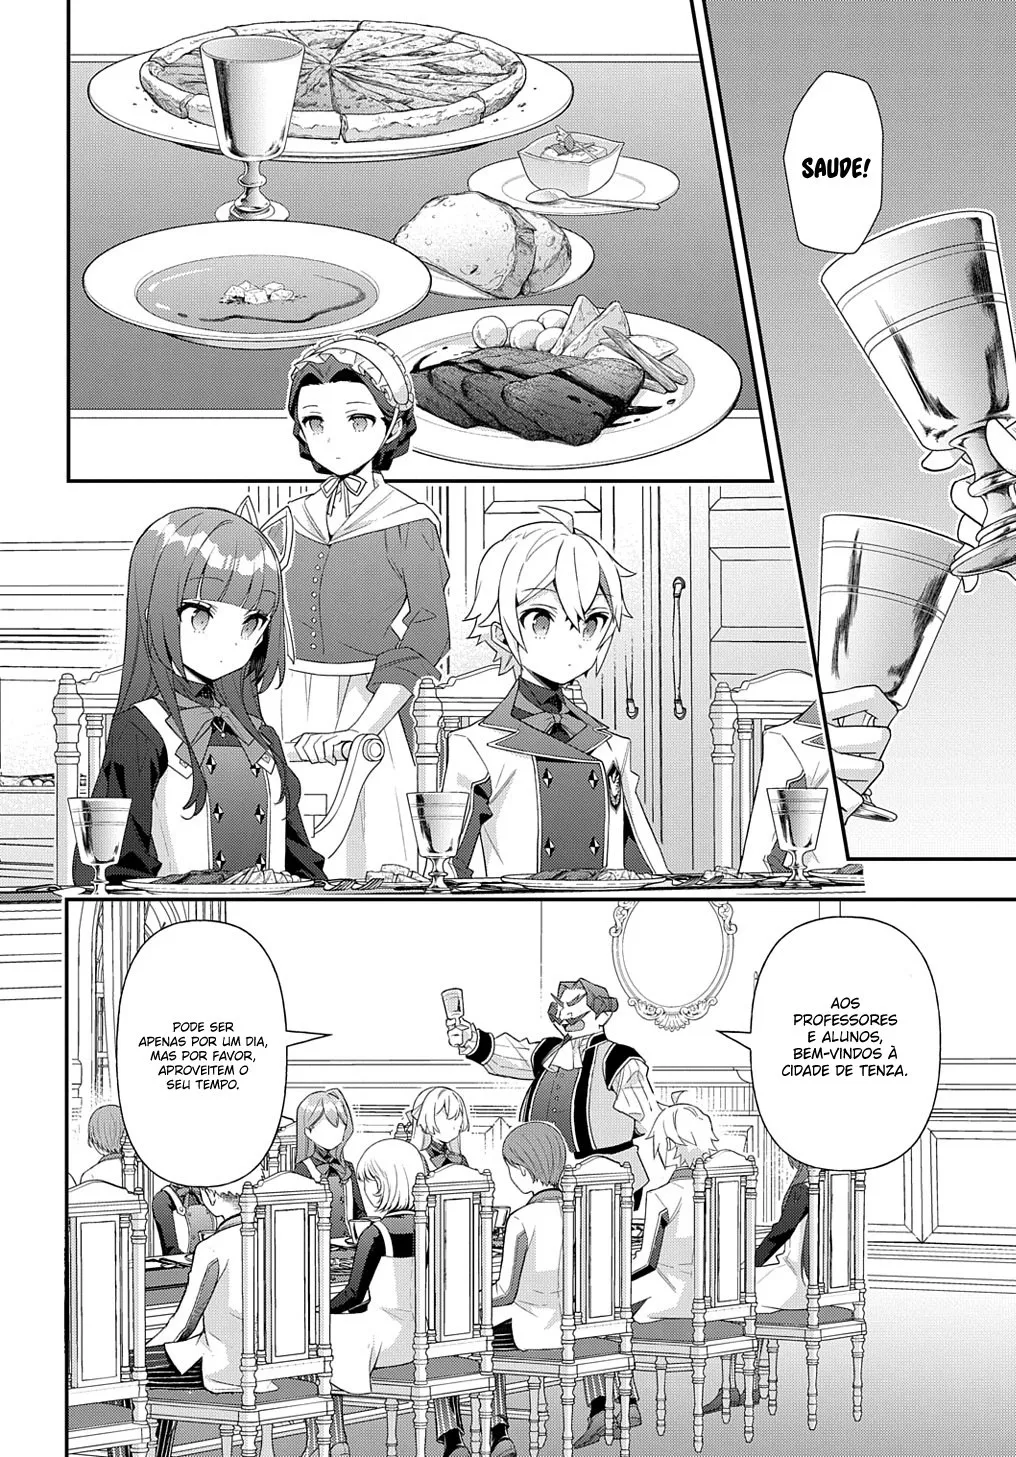 SAUDE!
AOS
PROFESSORES
E ALUNOS,
BEM-VINDOS À
CIDADE DE TENZA.
PODE SER
APENAS POR UM DIA,
MAS POR FAVOR,
APROVEITEM O
SEU TEMPO.